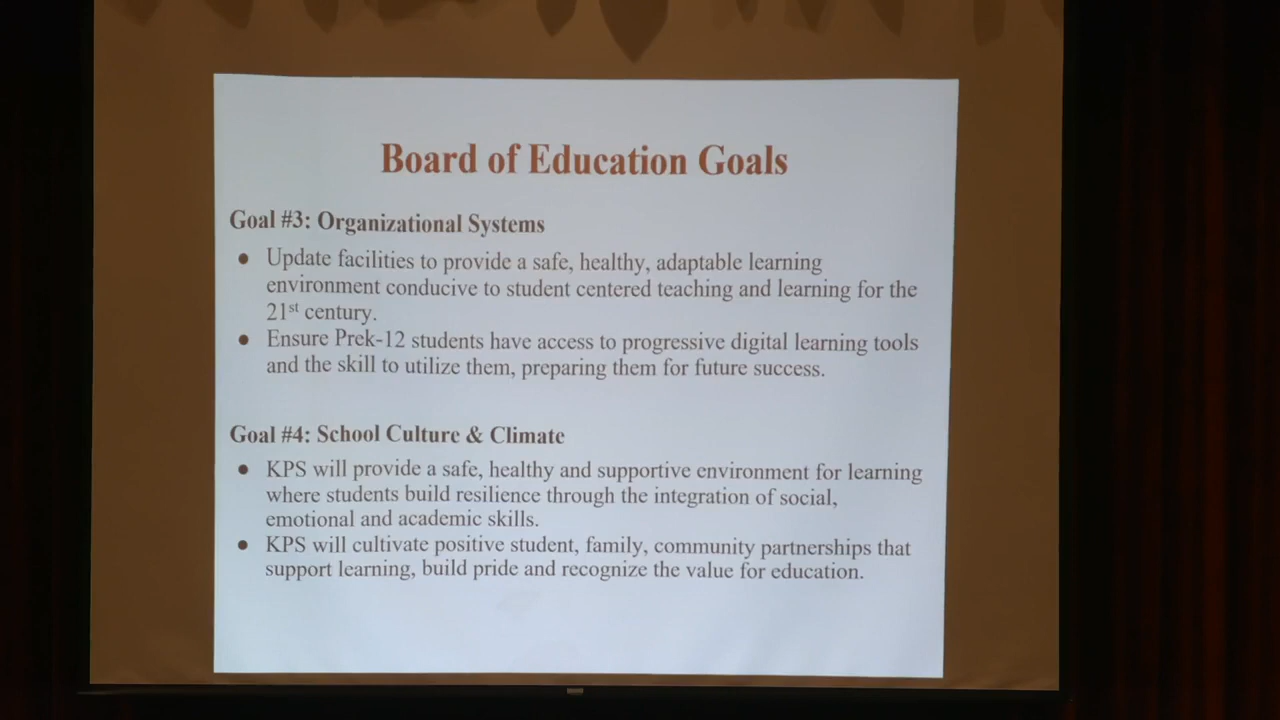 Board of Education Goals
Goal #3: Organizational Systems
● Update facilities to provide a safe, healthy, adaptable learning
environment conducive to student centered teaching and learning for the
21st century.
● Ensure Prek-12 students have access to progressive digital learning tools
and the skill to utilize them, preparing them for future success.
Goal #4: School Culture & Climate
● KPS will provide a safe, healthy and supportive environment for learning
where students build resilience through the integration of social,
emotional and academic skills.
● KPS will cultivate positive student, family, community partnerships that
support learning, build pride and recognize the value for education.